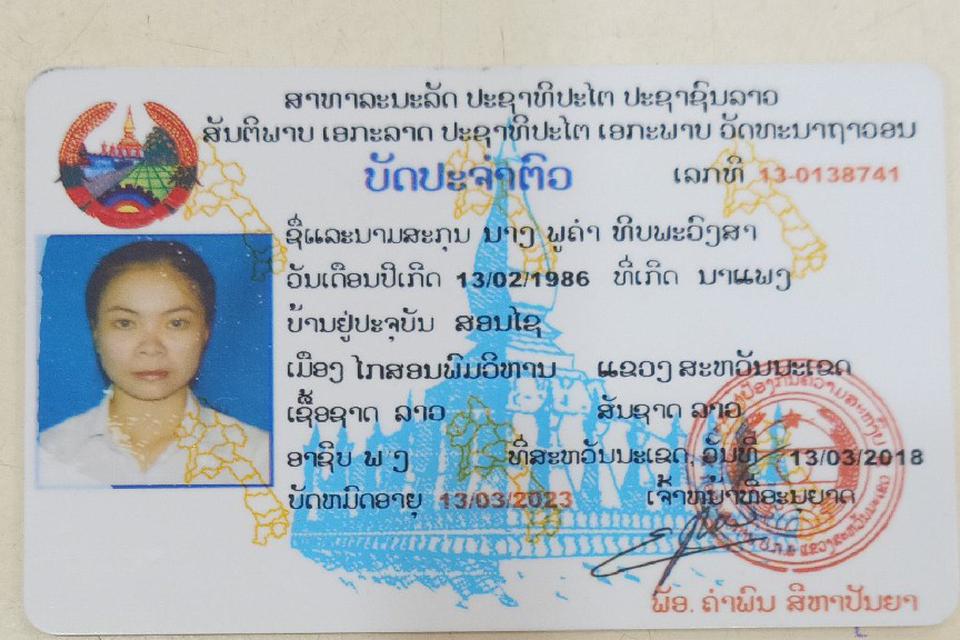 ສາທາລະນະລັດ ປະຊາທິປະໄຕ ປະຊາຊົນລາວ
ສັນຕິພາບ ເອກະລາດ ປະຊາທິປະໄຕ ເອກະພາບ ວັດທະນາຖາວອນ
ບັດປະຈຳຕົວ ເລກທີ 13-0138741
ຊື່ແລະນາມສະກຸນ ນາງ ພູຄຳ ທິບພະວົງສາ
ວັນເດືອນປີເກີດ 13/02/1986 ທີ່ເກີດ ນາແພງ
ບ້ານຢູ່ປະຈຸບັນ ສອນໄຊ
ເມືອງ ໄກສອນພົມວິຫານ ແຂວງ ສະຫວັນນະເຂດ
ເຊື້ອຊາດ ລາວ ສັນຊາດ ລາວ
ອາຊີບ ພ ງ ທີ່ສະຫວັນນະເຂດ, ວັນທີ 13/03/2018
ບັດຫມົດອາຍຸ 13/03/2023 ເຈົ້າຫນ້າທີ່ອະນຸຍາດ
ພັອ. ຄຳພົນ ສີຫາປັນຍາ